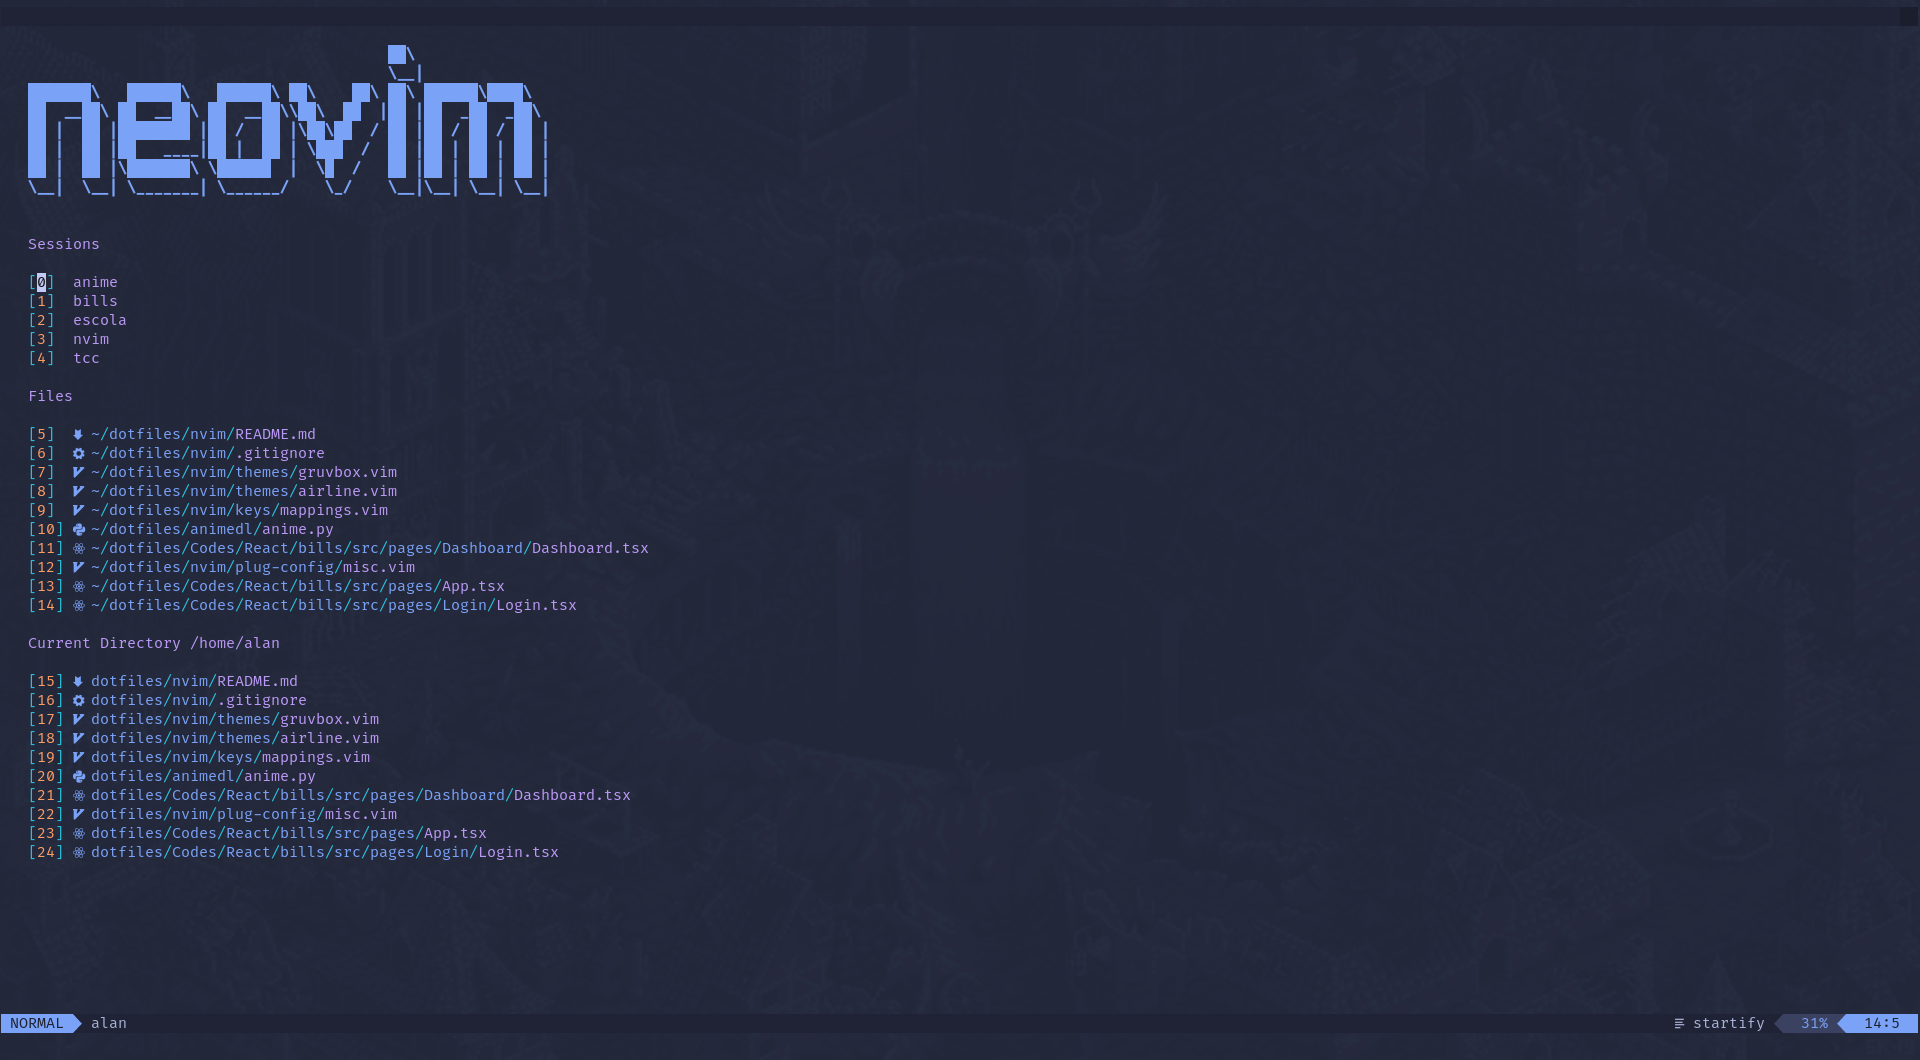 neovim
Sessions
[0] anime
[1] bills
[2] escola
[3] nvim
[4] tcc
Files
[5] ~/dotfiles/nvim/README.md
[6] ~/dotfiles/nvim/.gitignore
[7] ~/dotfiles/nvim/themes/gruvbox.vim
[8] ~/dotfiles/nvim/themes/airline.vim
[9] ~/dotfiles/nvim/keys/mappings.vim
[10] ~/dotfiles/animedl/anime.py
[11] ~/dotfiles/Codes/React/bills/src/pages/Dashboard/Dashboard.tsx
[12] ~/dotfiles/nvim/plug-config/misc.vim
[13] ~/dotfiles/Codes/React/bills/src/pages/App.tsx
[14] ~/dotfiles/Codes/React/bills/src/pages/Login/Login.tsx
Current Directory /home/alan
[15] dotfiles/nvim/README.md
[16] dotfiles/nvim/.gitignore
[17] dotfiles/nvim/themes/gruvbox.vim
[18] dotfiles/nvim/themes/airline.vim
[19] dotfiles/nvim/keys/mappings.vim
[20] dotfiles/animedl/anime.py
[21] dotfiles/Codes/React/bills/src/pages/Dashboard/Dashboard.tsx
[22] dotfiles/nvim/plug-config/misc.vim
[23] dotfiles/Codes/React/bills/src/pages/App.tsx
[24] dotfiles/Codes/React/bills/src/pages/Login/Login.tsx
NORMAL alan startify 31% 14:5